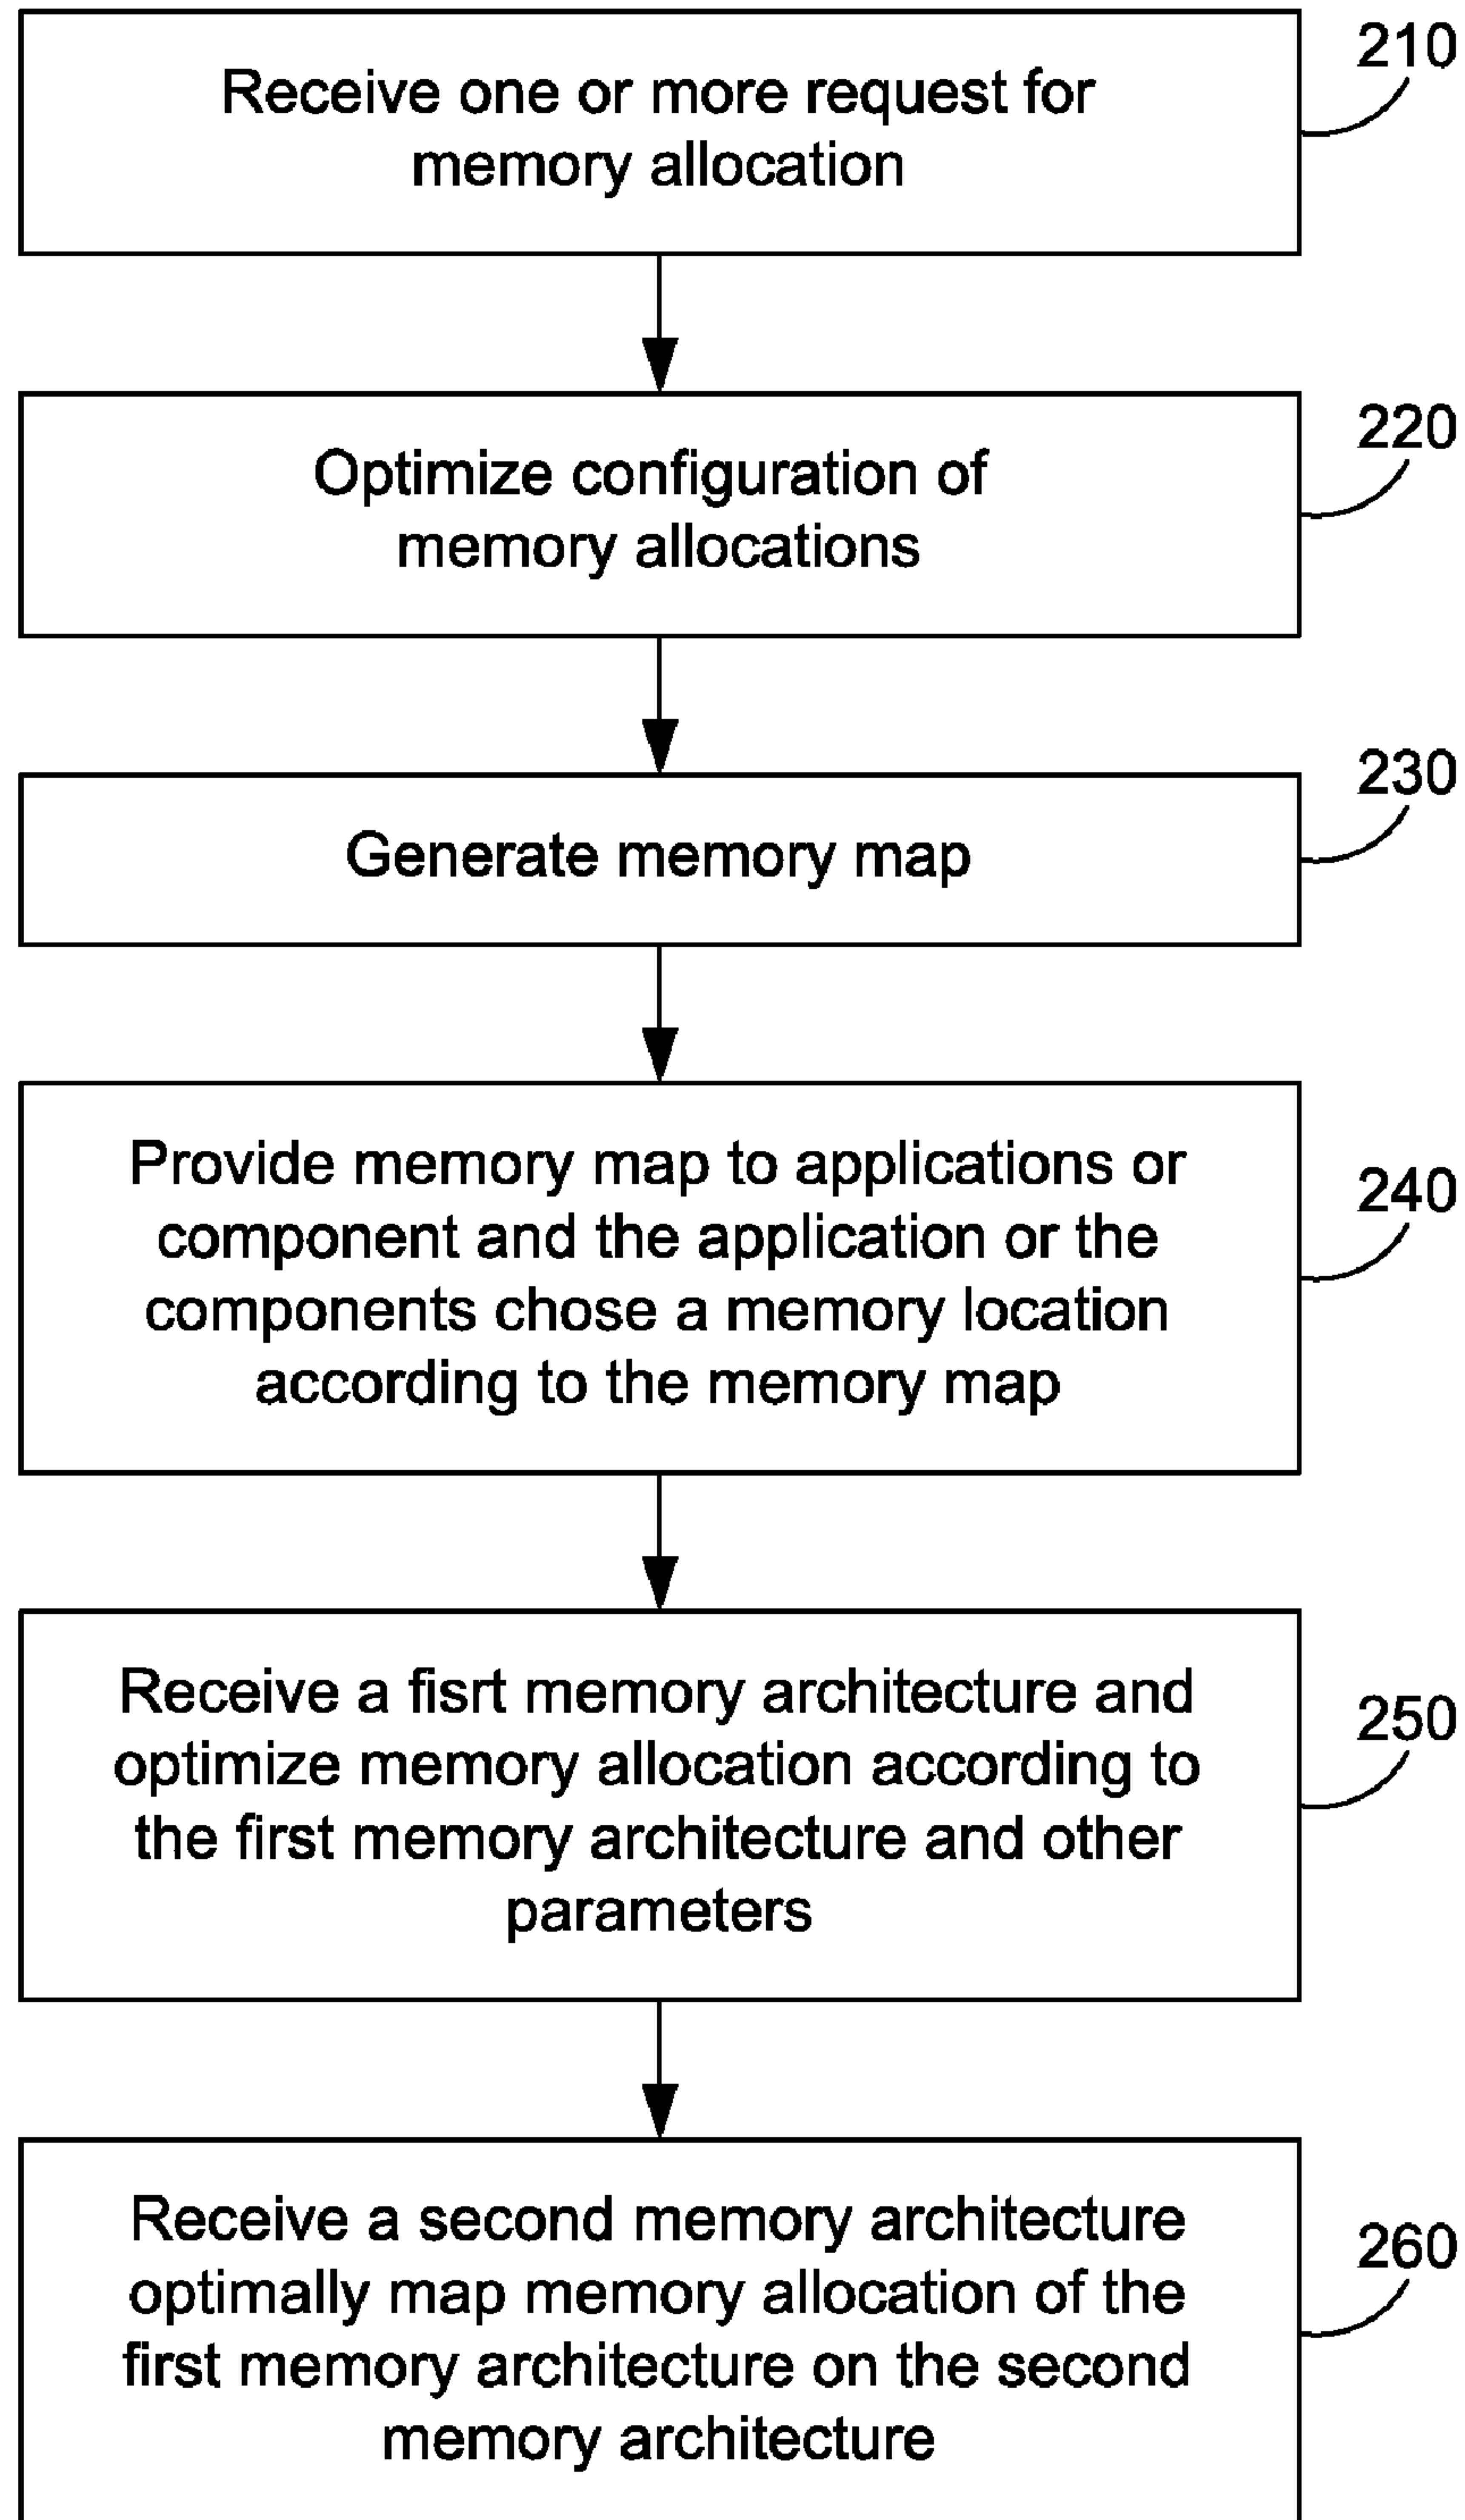 210
Receive one or more request for
memory allocation
220
Optimize configuration of
memory allocations
230
Generate memory map
240
Provide memory map to applications or
component and the application or the
components chose a memory location
according to the memory map
250
Receive a fisrt memory architecture and
optimize memory allocation according to
the first memory architecture and other
parameters
260
Receive a second memory architecture
optimally map memory allocation of the
first memory architecture on the second
memory architecture